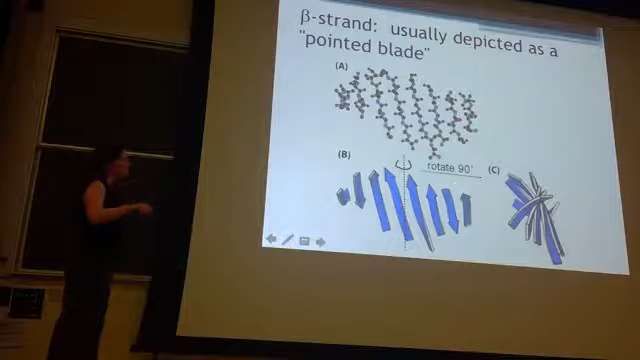 β-strand: usually depicted as a
"pointed blade"
(A)
(B)
rotate 90°
(C)